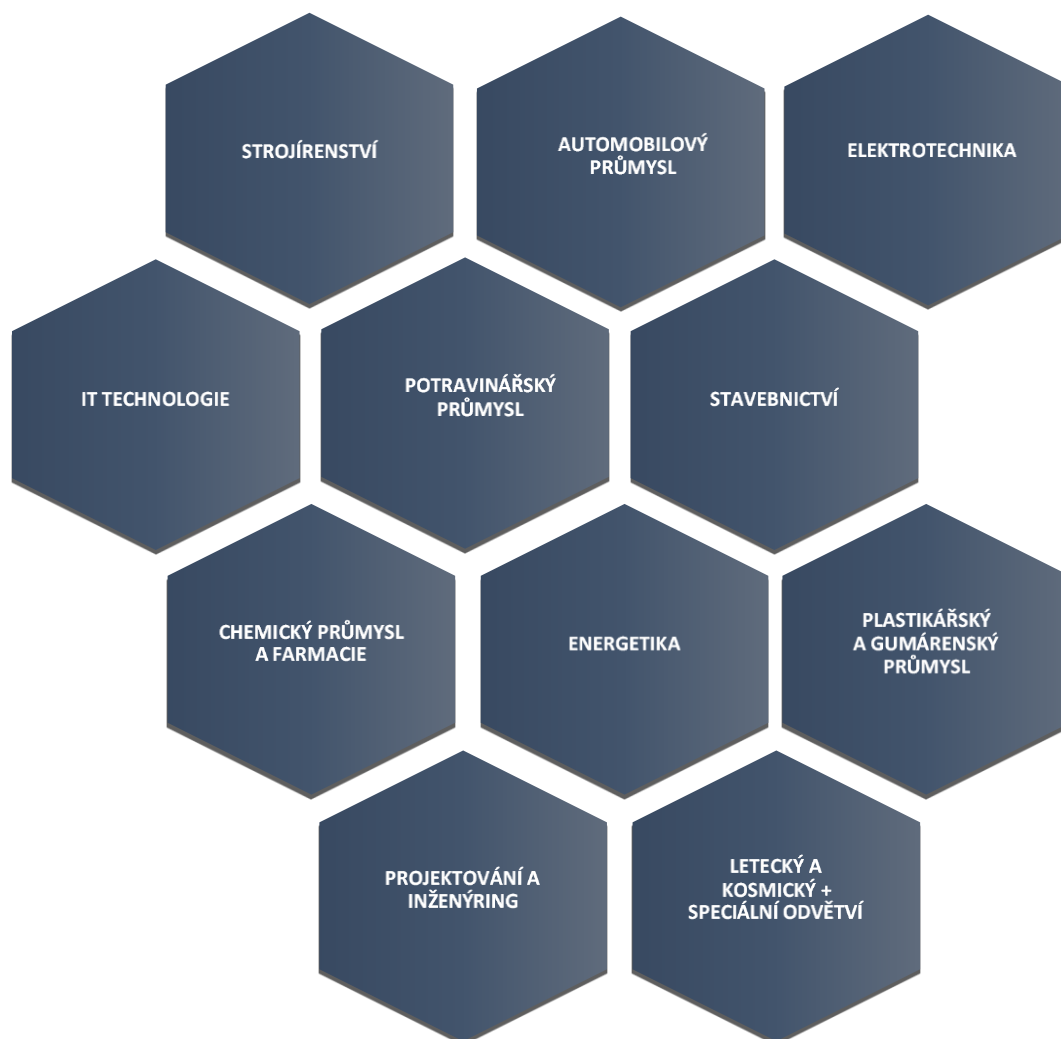 STROJÍRENSTVÍ
AUTOMOBILOVÝ
PRŮMYSL
ELEKTROTECHNIKA
IT TECHNOLOGIE
POTRAVINÁŘSKÝ
PRŮMYSL
STAVEBNICTVÍ
CHEMICKÝ PRŮMYSL
A FARMACIE
ENERGETIKA
PLASTIKÁŘSKÝ
A GUMÁRENSKÝ
PRŮMYSL
PROJEKTOVÁNÍ A
INŽENÝRING
LETECKÝ A
KOSMICKÝ +
SPECIÁLNÍ ODVĚTVÍ